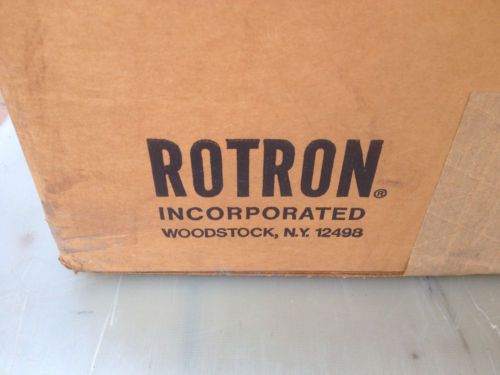 ROTRON®
INCORPORATED
WOODSTOCK, N.Y. 12498